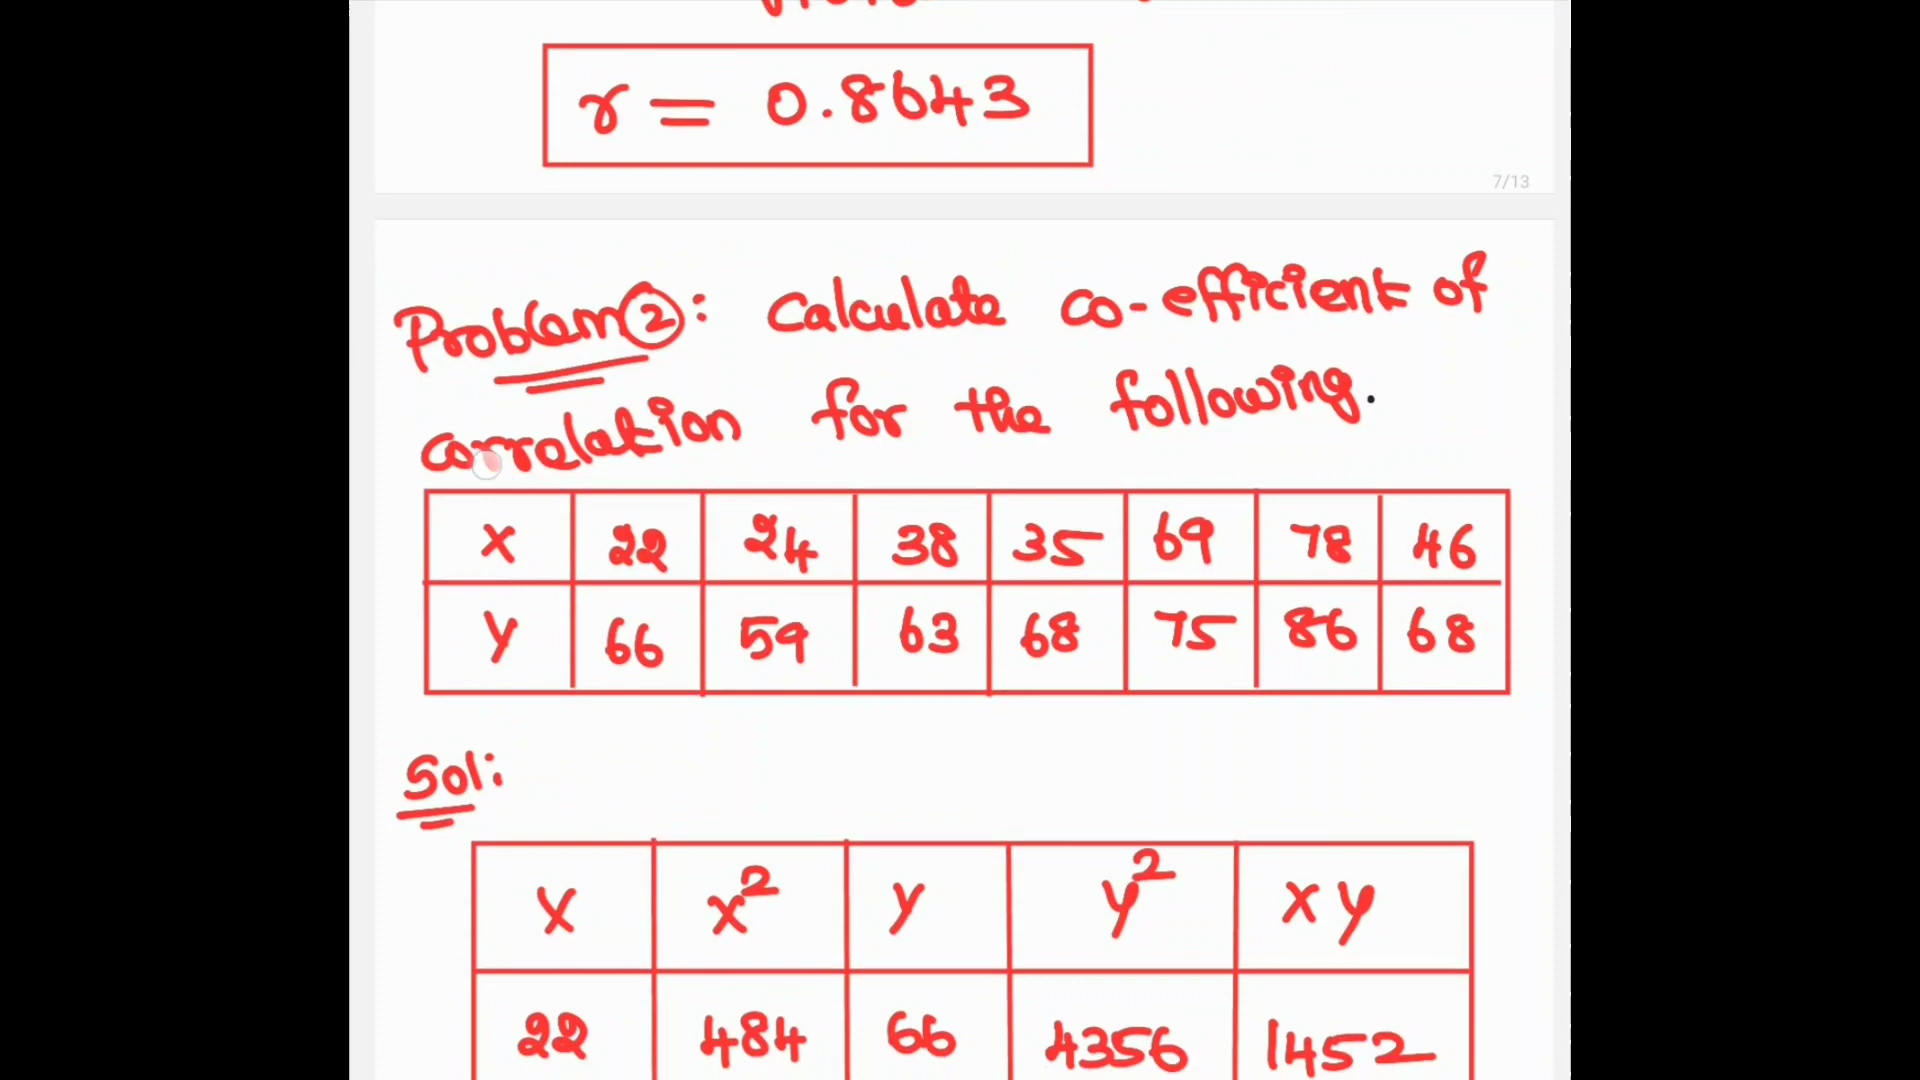 r = 0.8643
7/13
Problem 2: Calculate co-efficient of
correlation for the following.
x 22 24 38 35 69 78 46
y 66 59 63 68 75 86 68
Sol:
x x² y y² xy
22 484 66 4356 1452